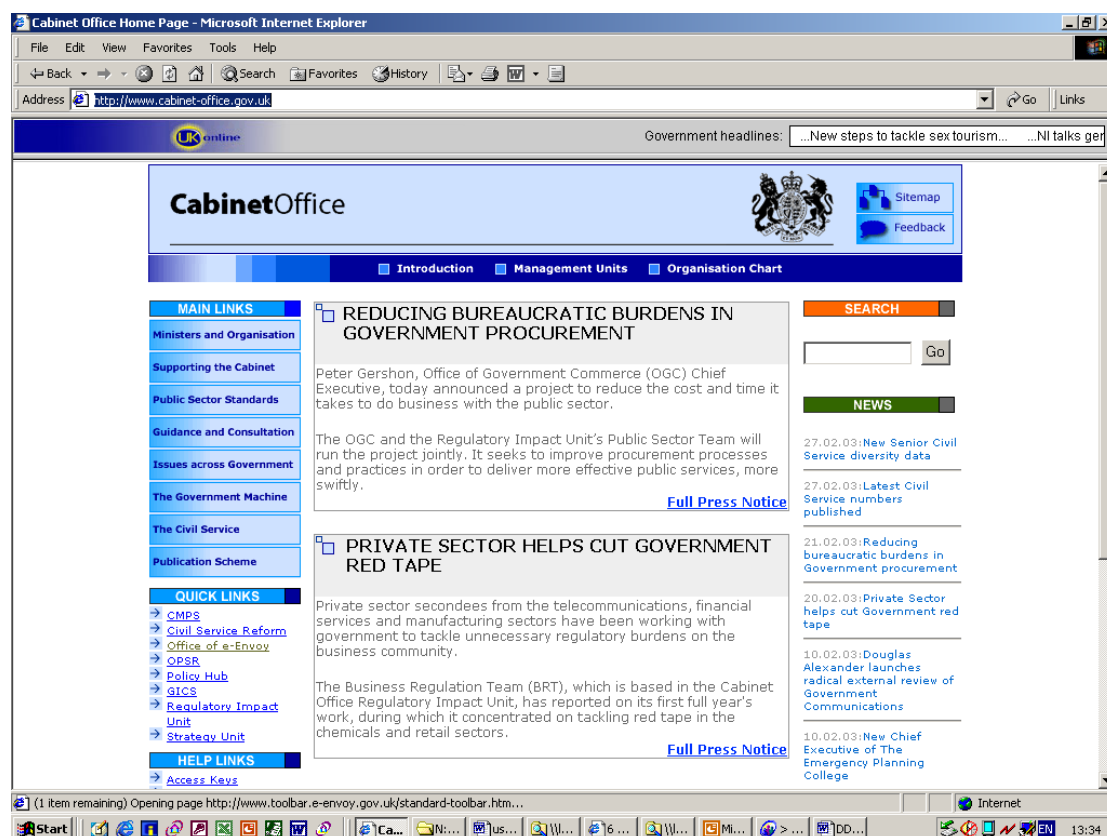 Cabinet Office Home Page - Microsoft Internet Explorer
File Edit View Favorites Tools Help
Back Search Favorites History
Address http://www.cabinet-office.gov.uk Go Links
UK online Government headlines: ...New steps to tackle sex tourism... ...NI talks ger
CabinetOffice
Sitemap
Feedback
Introduction Management Units Organisation Chart
MAIN LINKS
Ministers and Organisation
Supporting the Cabinet
Public Sector Standards
Guidance and Consultation
Issues across Government
The Government Machine
The Civil Service
Publication Scheme
QUICK LINKS
CMPS
Civil Service Reform
Office of e-Envoy
OPSR
Policy Hub
GICS
Regulatory Impact
Unit
Strategy Unit
HELP LINKS
Access Keys
REDUCING BUREAUCRATIC BURDENS IN
GOVERNMENT PROCUREMENT
Peter Gershon, Office of Government Commerce (OGC) Chief
Executive, today announced a project to reduce the cost and time it
takes to do business with the public sector.
The OGC and the Regulatory Impact Unit's Public Sector Team will
run the project jointly. It seeks to improve procurement processes
and practices in order to deliver more effective public services, more
swiftly.
Full Press Notice
PRIVATE SECTOR HELPS CUT GOVERNMENT
RED TAPE
Private sector secondees from the telecommunications, financial
services and manufacturing sectors have been working with
government to tackle unnecessary regulatory burdens on the
business community.
The Business Regulation Team (BRT), which is based in the Cabinet
Office Regulatory Impact Unit, has reported on its first full year's
work, during which it concentrated on tackling red tape in the
chemicals and retail sectors.
Full Press Notice
SEARCH
Go
NEWS
27.02.03:New Senior Civil
Service diversity data
27.02.03:Latest Civil
Service numbers
published
21.02.03:Reducing
bureaucratic burdens in
Government procurement
20.02.03:Private Sector
helps cut Government red
tape
10.02.03:Douglas
Alexander launches
radical external review of
Government
Communications
10.02.03:New Chief
Executive of The
Emergency Planning
College
(1 item remaining) Opening page http://www.toolbar.e-envoy.gov.uk/standard-toolbar.htm... Internet
Start Ca... N:... us... \\l... 6 ... \\l... Mi... > ... DD... EN 13:34